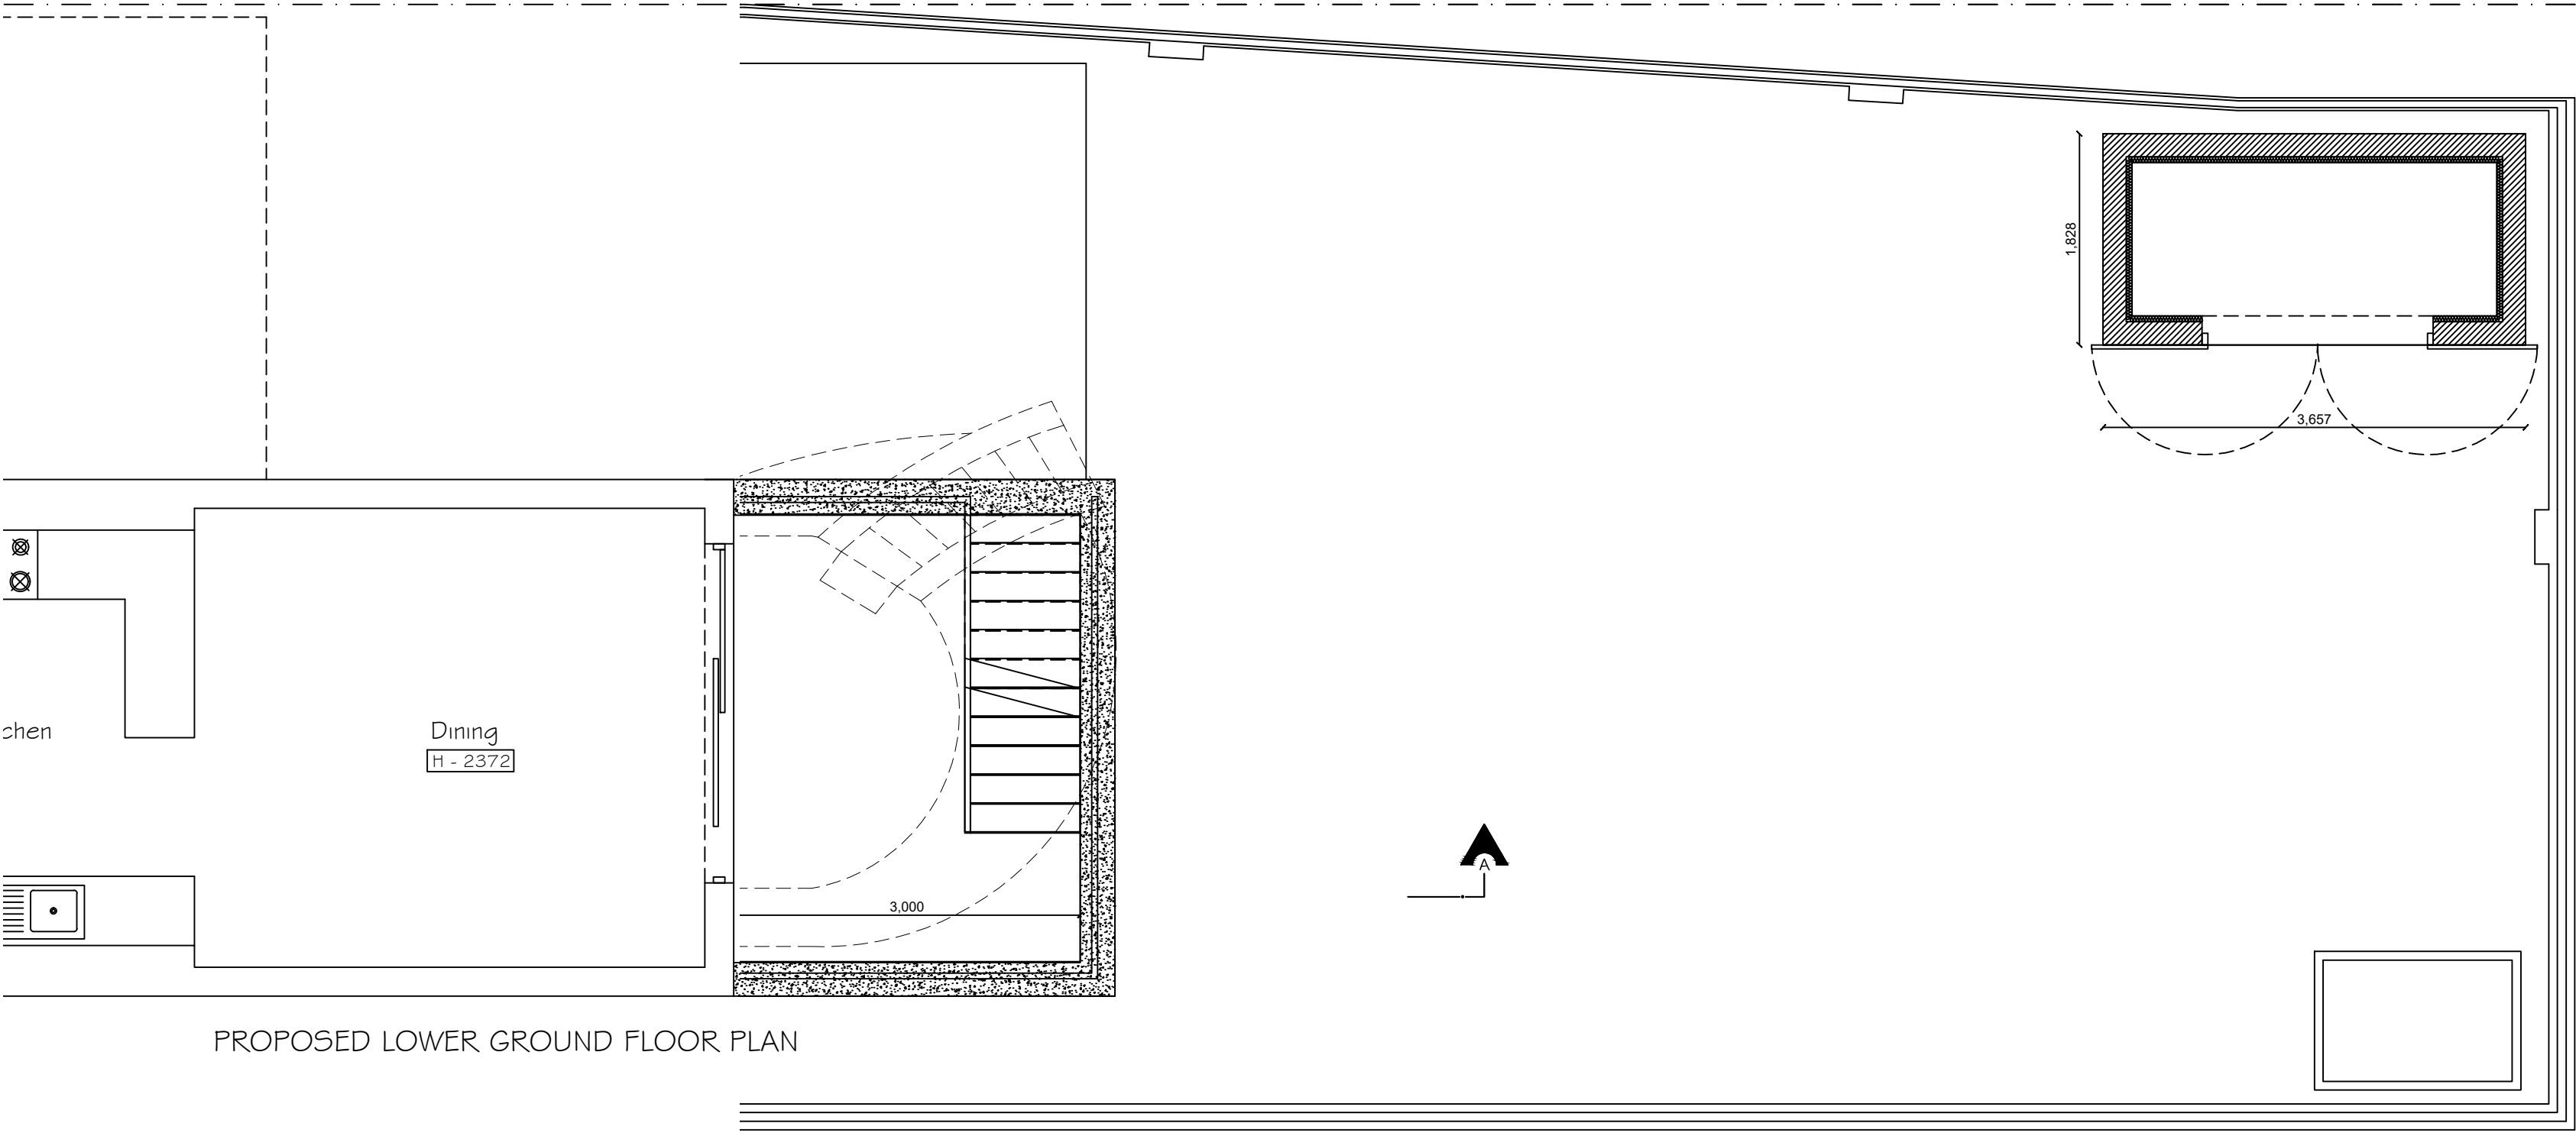 1,828
3,657
chen
Dining
H - 2372
A
3,000
PROPOSED LOWER GROUND FLOOR PLAN